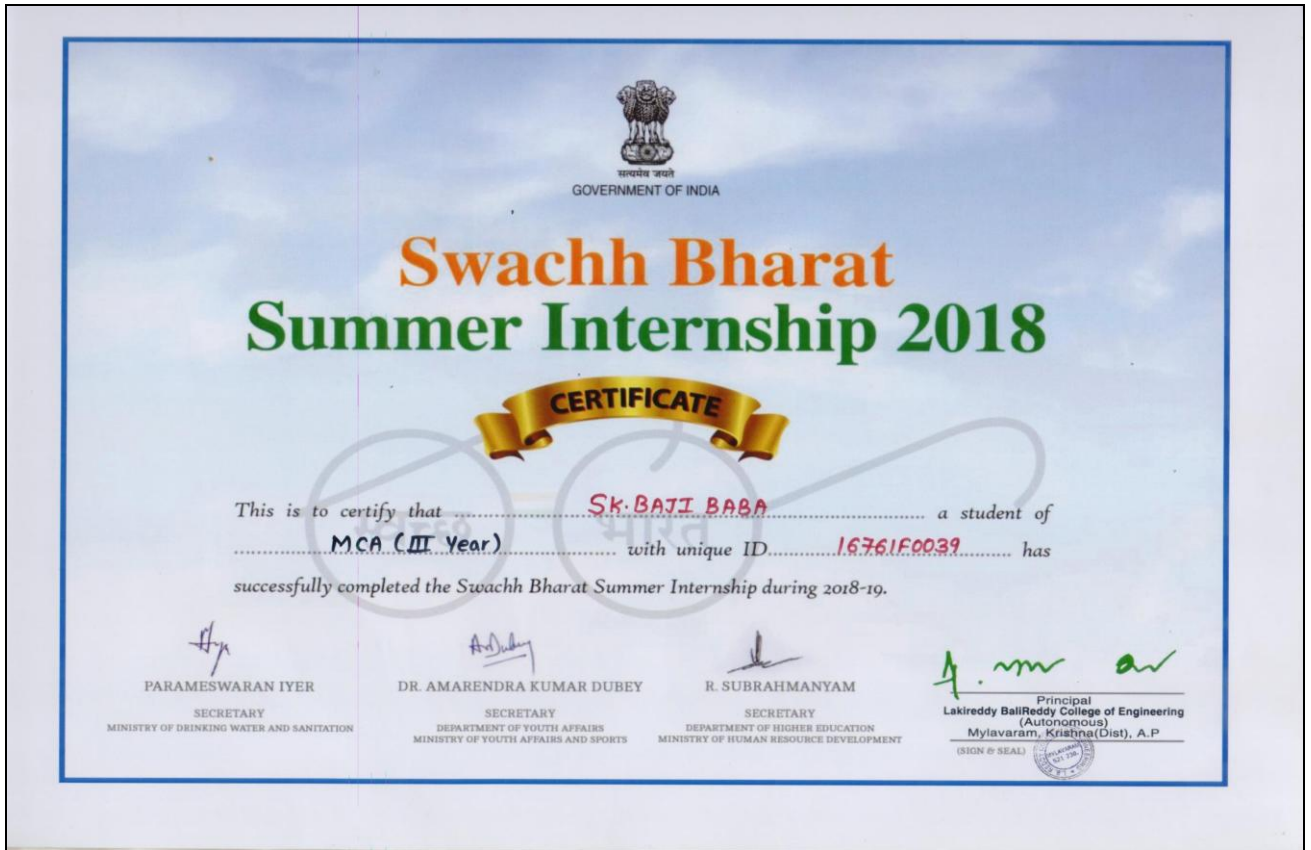 सत्यमेव जयते
GOVERNMENT OF INDIA
Swachh Bharat
Summer Internship 2018
CERTIFICATE
स्वच्छ भारत
This is to certify that SK. BAJI BABA a student of
MCA (III Year) with unique ID 16761F0039 has
successfully completed the Swachh Bharat Summer Internship during 2018-19.
PARAMESWARAN IYER
SECRETARY
MINISTRY OF DRINKING WATER AND SANITATION
DR. AMARENDRA KUMAR DUBEY
SECRETARY
DEPARTMENT OF YOUTH AFFAIRS
MINISTRY OF YOUTH AFFAIRS AND SPORTS
R. SUBRAHMANYAM
SECRETARY
DEPARTMENT OF HIGHER EDUCATION
MINISTRY OF HUMAN RESOURCE DEVELOPMENT
Principal
Lakireddy BaliReddy College of Engineering
(Autonomous)
Mylavaram, Krishna(Dist), A.P
(SIGN & SEAL)